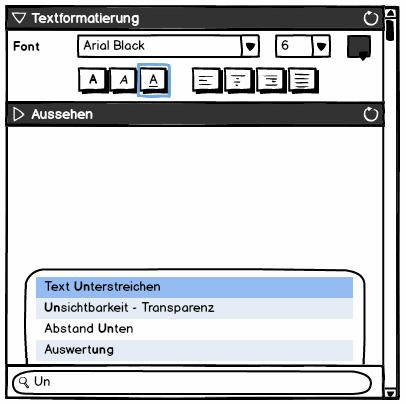 Textformatierung
Font Arial Black 6
A A A
Aussehen
Text Unterstreichen
Unsichtbarkeit - Transparenz
Abstand Unten
Auswertung
Un